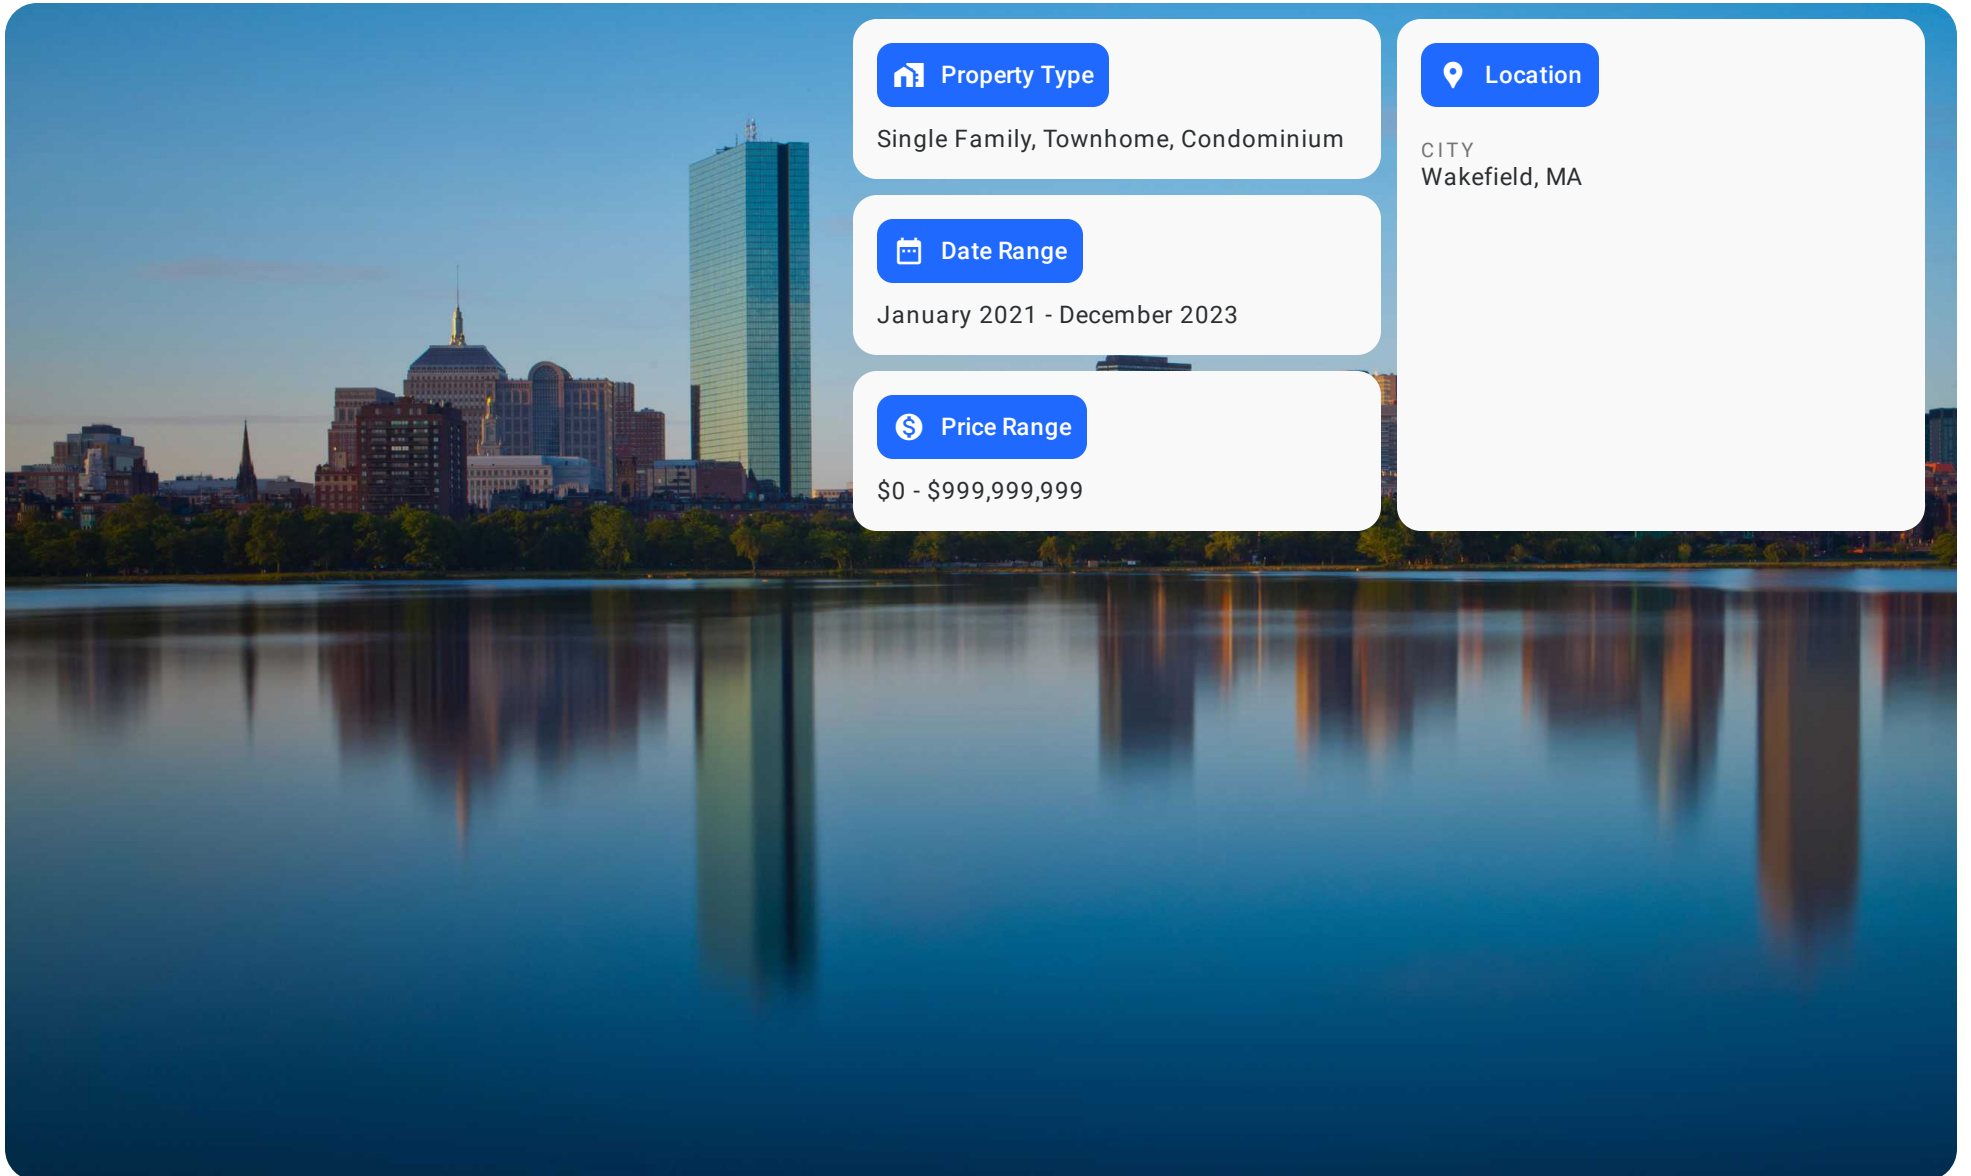 Property Type
Single Family, Townhome, Condominium
Date Range
January 2021 - December 2023
Price Range
$0 - $999,999,999
Location
CITY
Wakefield, MA